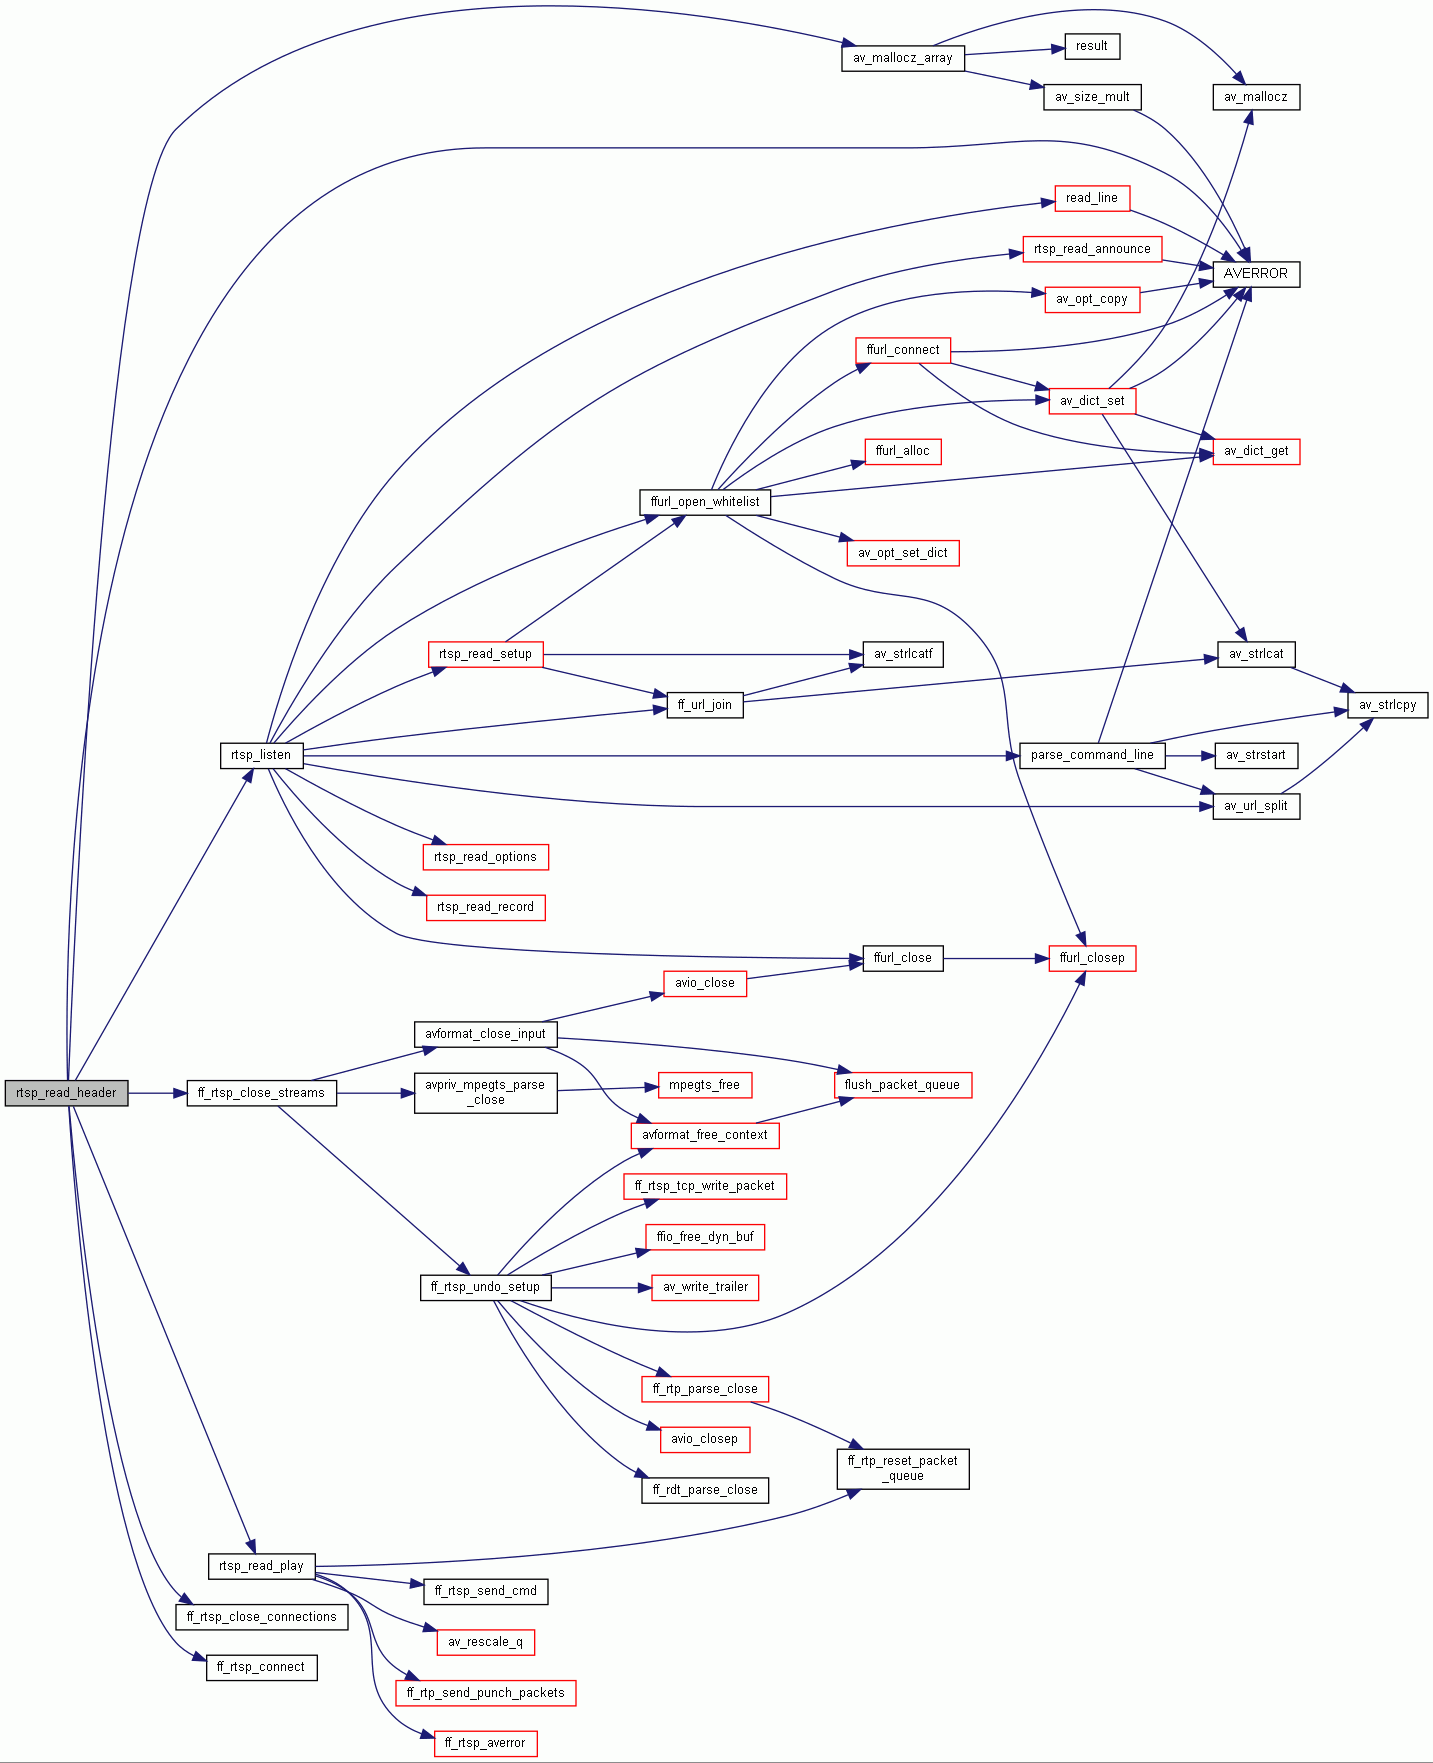 av_mallocz_array
result
av_size_mult
av_mallocz
read_line
rtsp_read_announce
AVERROR
av_opt_copy
ffurl_connect
av_dict_set
ffurl_alloc
av_dict_get
ffurl_open_whitelist
av_opt_set_dict
rtsp_read_setup
av_strlcatf
av_strlcat
ff_url_join
av_strlcpy
rtsp_listen
parse_command_line
av_strstart
av_url_split
rtsp_read_options
rtsp_read_record
ffurl_close
ffurl_closep
avio_close
avformat_close_input
rtsp_read_header
ff_rtsp_close_streams
avpriv_mpegts_parse
_close
mpegts_free
flush_packet_queue
avformat_free_context
ff_rtsp_tcp_write_packet
ffio_free_dyn_buf
ff_rtsp_undo_setup
av_write_trailer
ff_rtp_parse_close
avio_closep
ff_rtp_reset_packet
_queue
ff_rdt_parse_close
rtsp_read_play
ff_rtsp_send_cmd
ff_rtsp_close_connections
av_rescale_q
ff_rtsp_connect
ff_rtp_send_punch_packets
ff_rtsp_averror